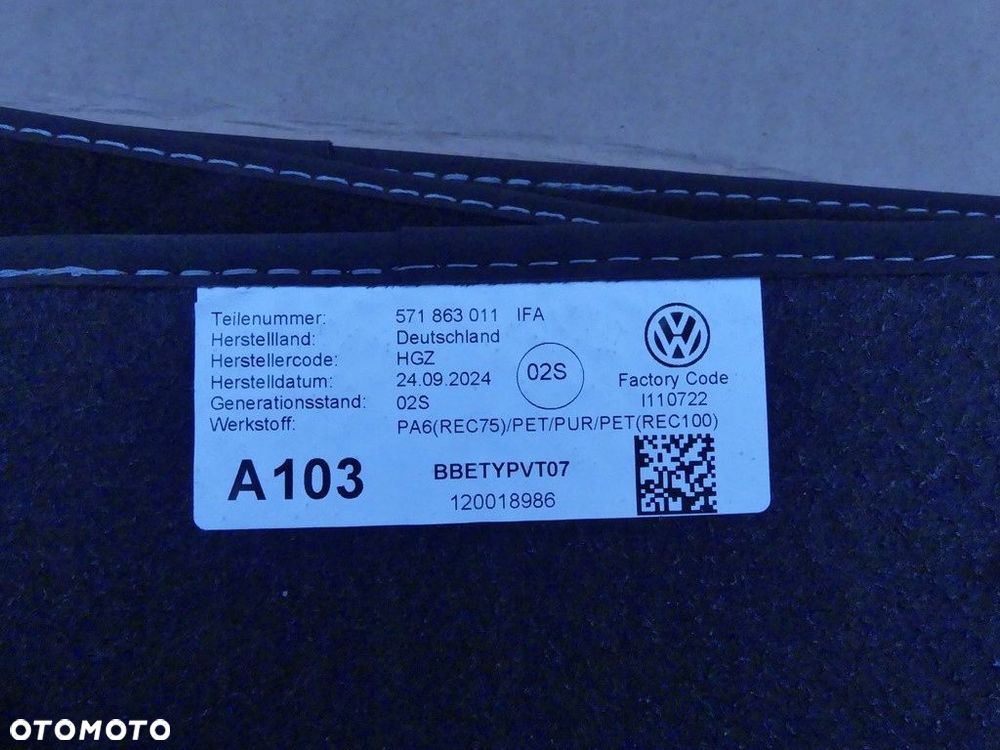 Teilenummer: 571 863 011 IFA
Herstellland: Deutschland
Herstellercode: HGZ
Herstelldatum: 24.09.2024
Generationsstand: 02S
Werkstoff: PA6(REC75)/PET/PUR/PET(REC100)
02S
Factory Code
I110722
A103
BBETYPVT07
120018986
OTOMOTO